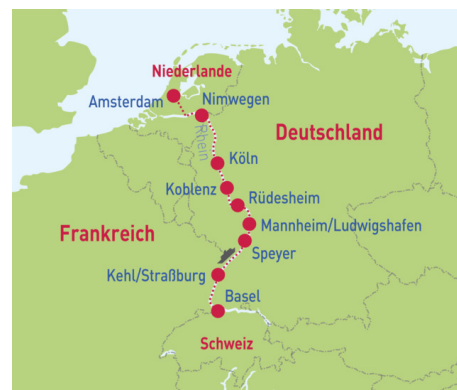 Niederlande
Amsterdam
Nimwegen
Rhein
Deutschland
Köln
Koblenz
Rüdesheim
Mannheim/Ludwigshafen
Frankreich
Speyer
Kehl/Straßburg
Basel
Schweiz